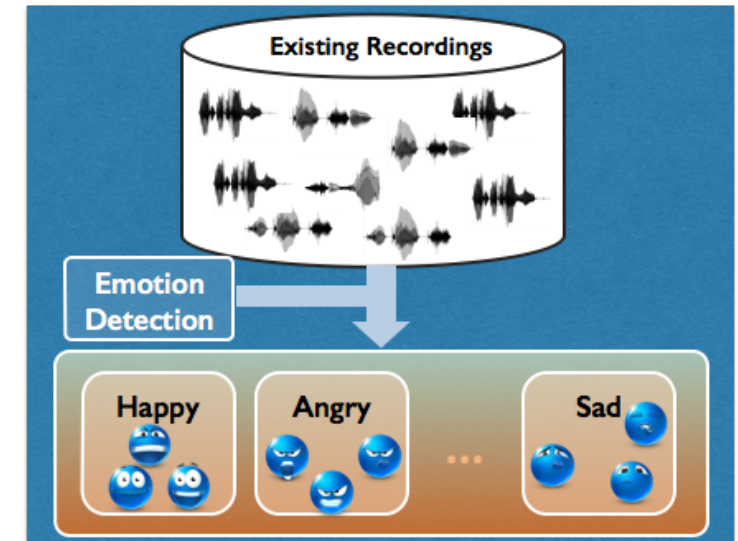 Existing Recordings
Emotion
Detection
Happy
Angry
...
Sad